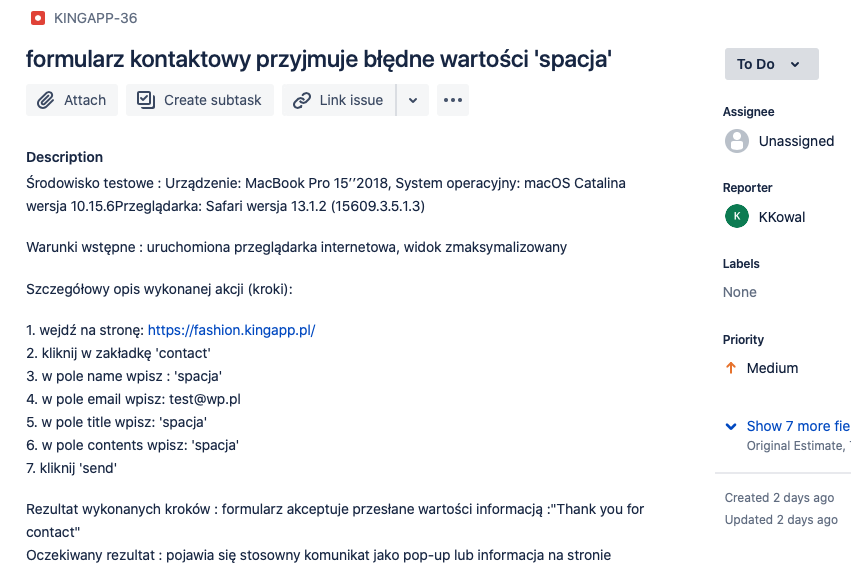 KINGAPP-36
formularz kontaktowy przyjmuje błędne wartości 'spacja'
Attach
Create subtask
Link issue
Description
Środowisko testowe : Urządzenie: MacBook Pro 15’’2018, System operacyjny: macOS Catalina
wersja 10.15.6Przeglądarka: Safari wersja 13.1.2 (15609.3.5.1.3)
Warunki wstępne : uruchomiona przeglądarka internetowa, widok zmaksymalizowany
Szczegółowy opis wykonanej akcji (kroki):
1. wejdź na stronę: https://fashion.kingapp.pl/
2. kliknij w zakładkę 'contact'
3. w pole name wpisz : 'spacja'
4. w pole email wpisz: test@wp.pl
5. w pole title wpisz: 'spacja'
6. w pole contents wpisz: 'spacja'
7. kliknij 'send'
Rezultat wykonanych kroków : formularz akceptuje przesłane wartości informacją :"Thank you for
contact"
Oczekiwany rezultat : pojawia się stosowny komunikat jako pop-up lub informacja na stronie
To Do
Assignee
Unassigned
Reporter
K
KKowal
Labels
None
Priority
Medium
Show 7 more fie
Original Estimate,
Created 2 days ago
Updated 2 days ago